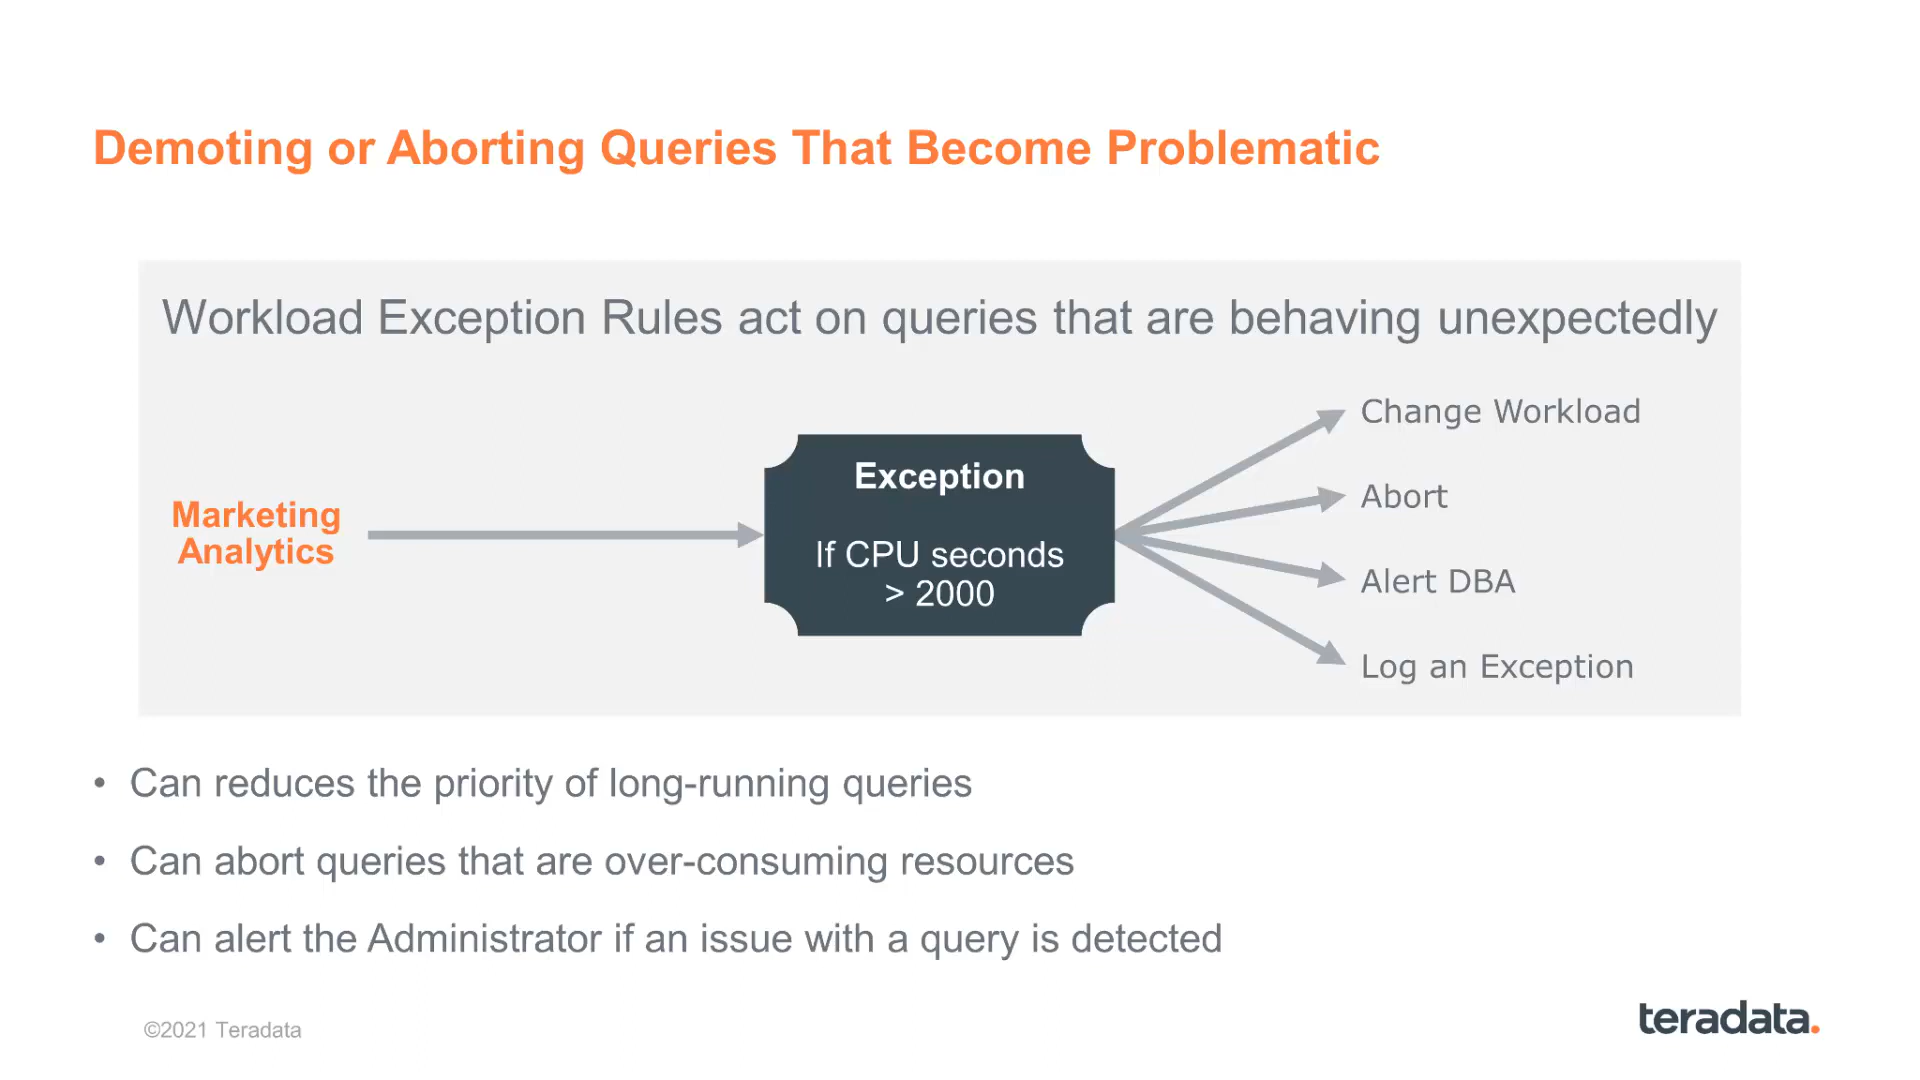 Demoting or Aborting Queries That Become Problematic
Workload Exception Rules act on queries that are behaving unexpectedly
Marketing
Analytics
Exception
If CPU seconds
> 2000
Change Workload
Abort
Alert DBA
Log an Exception
• Can reduces the priority of long-running queries
• Can abort queries that are over-consuming resources
• Can alert the Administrator if an issue with a query is detected
©2021 Teradata
teradata.